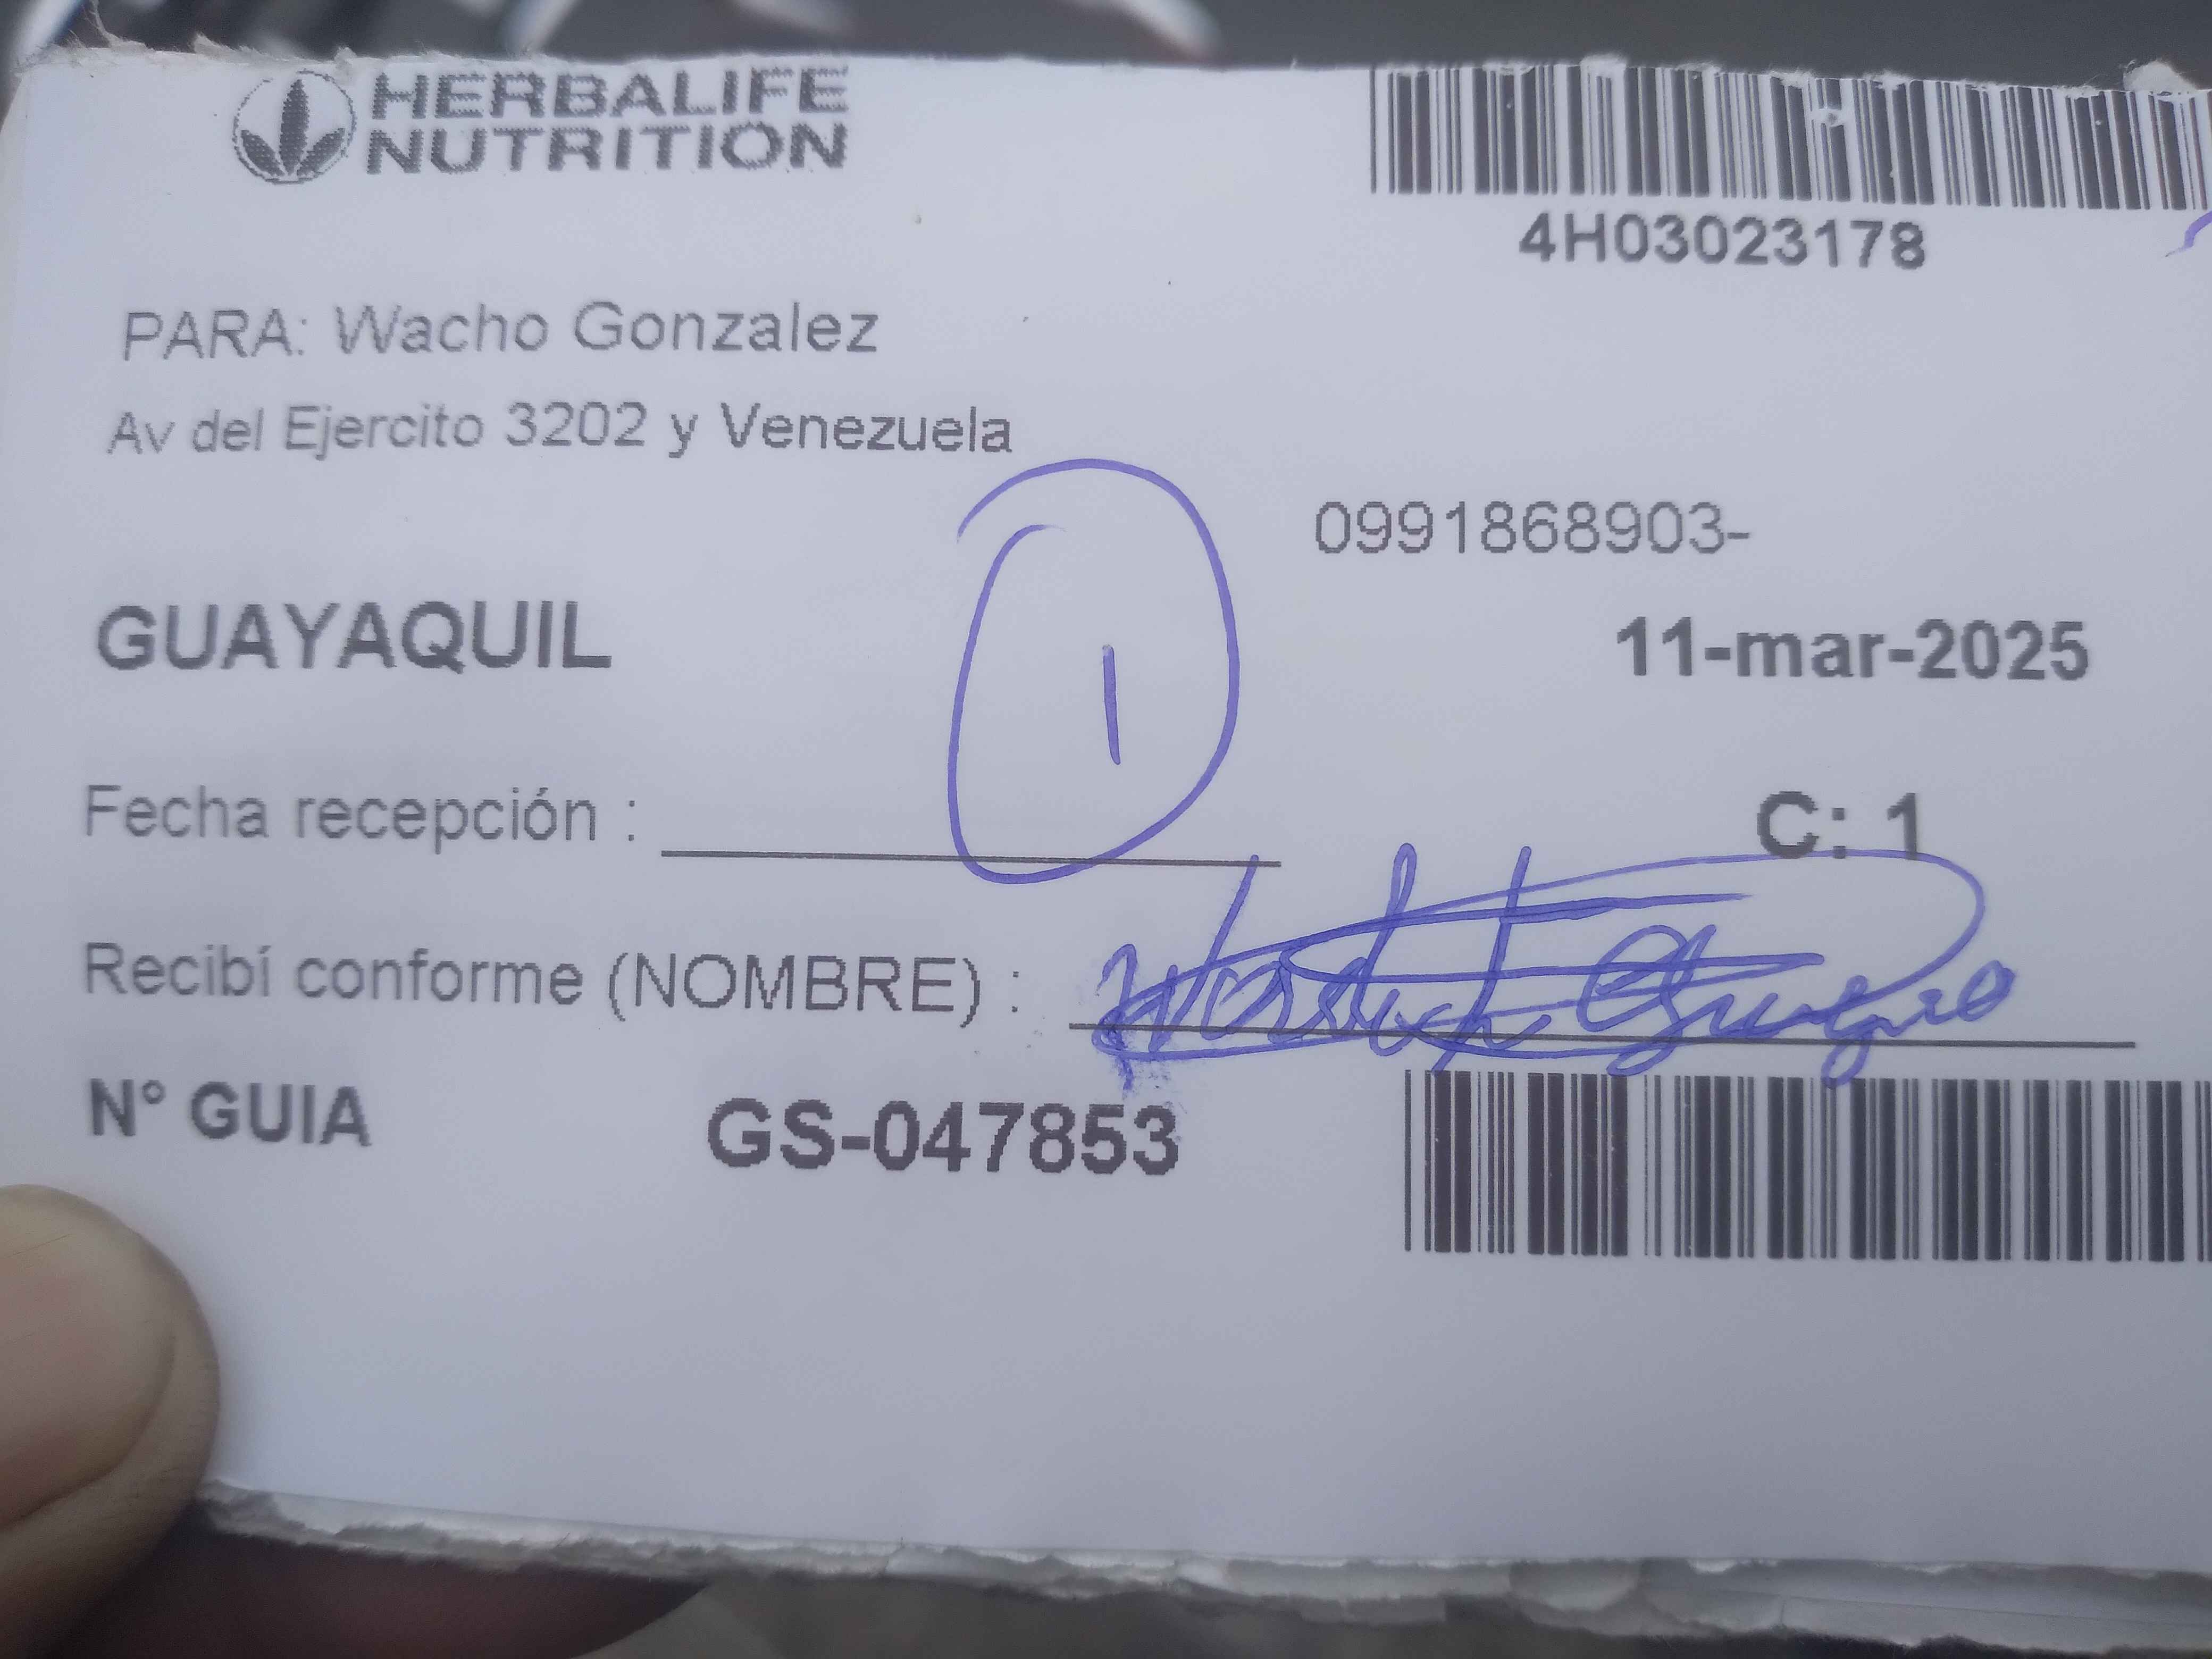 HERBALIFE
NUTRITION
4H03023178
PARA: Wacho Gonzalez
Av del Ejercito 3202 y Venezuela
0991868903-
GUAYAQUIL
1
11-mar-2025
Fecha recepción :
C: 1
Recibí conforme (NOMBRE) :
N° GUIA GS-047853